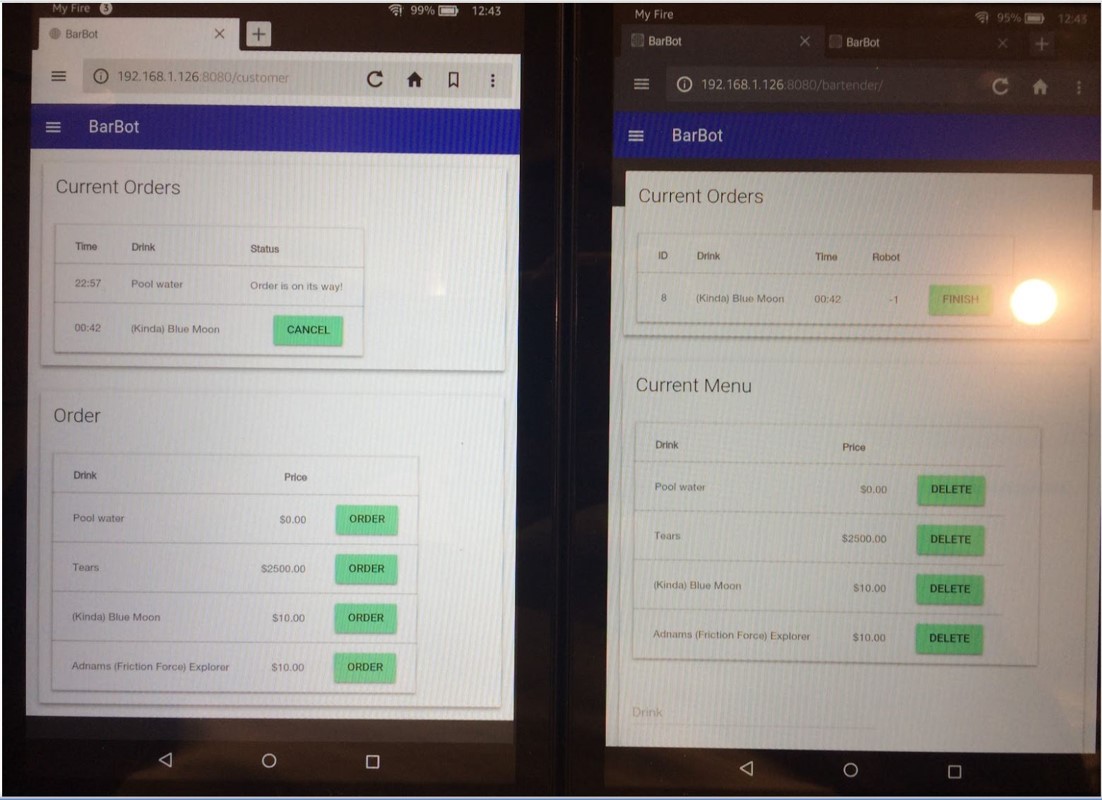 My Fire 3 99% 12:43
BarBot
192.168.1.126:8080/customer
BarBot
Current Orders
Time Drink Status
22:57 Pool water Order is on its way!
00:42 (Kinda) Blue Moon CANCEL
Order
Drink Price
Pool water $0.00 ORDER
Tears $2500.00 ORDER
(Kinda) Blue Moon $10.00 ORDER
Adnams (Friction Force) Explorer $10.00 ORDER
My Fire 95% 12:43
BarBot BarBot
192.168.1.126:8080/bartender/
BarBot
Current Orders
ID Drink Time Robot
8 (Kinda) Blue Moon 00:42 -1 FINISH
Current Menu
Drink Price
Pool water $0.00 DELETE
Tears $2500.00 DELETE
(Kinda) Blue Moon $10.00 DELETE
Adnams (Friction Force) Explorer $10.00 DELETE
Drink